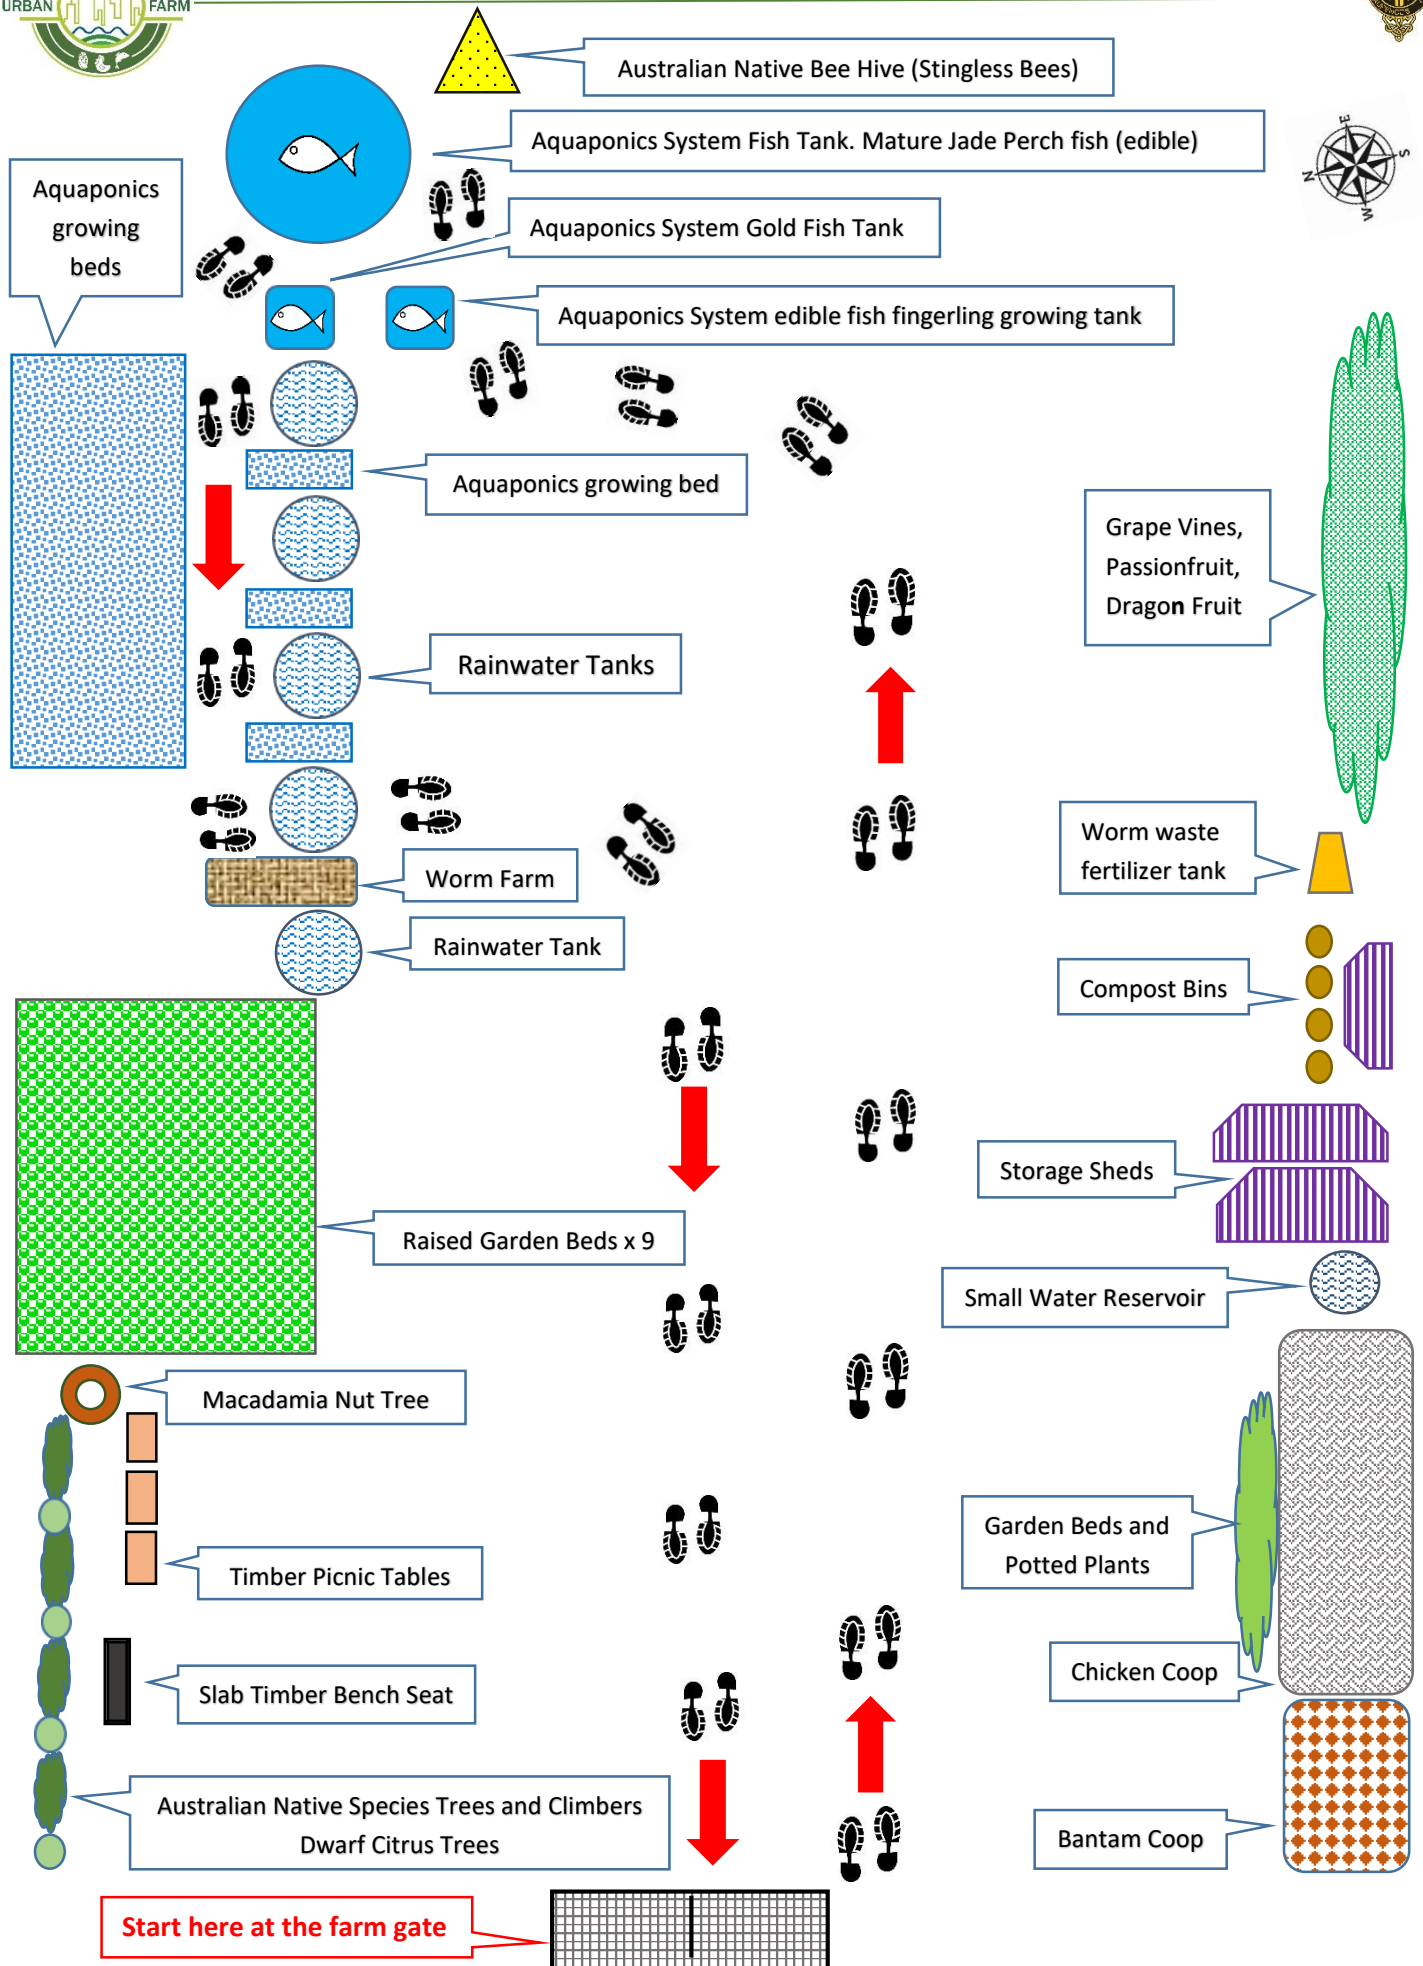 URBAN FARM
Australian Native Bee Hive (Stingless Bees)
Aquaponics System Fish Tank. Mature Jade Perch fish (edible)
E
S
N
W
Aquaponics
growing
beds
Aquaponics System Gold Fish Tank
Aquaponics System edible fish fingerling growing tank
Aquaponics growing bed
Grape Vines,
Passionfruit,
Dragon Fruit
Rainwater Tanks
Worm waste
fertilizer tank
Worm Farm
Rainwater Tank
Compost Bins
Storage Sheds
Raised Garden Beds x 9
Small Water Reservoir
Macadamia Nut Tree
Garden Beds and
Potted Plants
Timber Picnic Tables
Chicken Coop
Slab Timber Bench Seat
Australian Native Species Trees and Climbers
Dwarf Citrus Trees
Bantam Coop
Start here at the farm gate